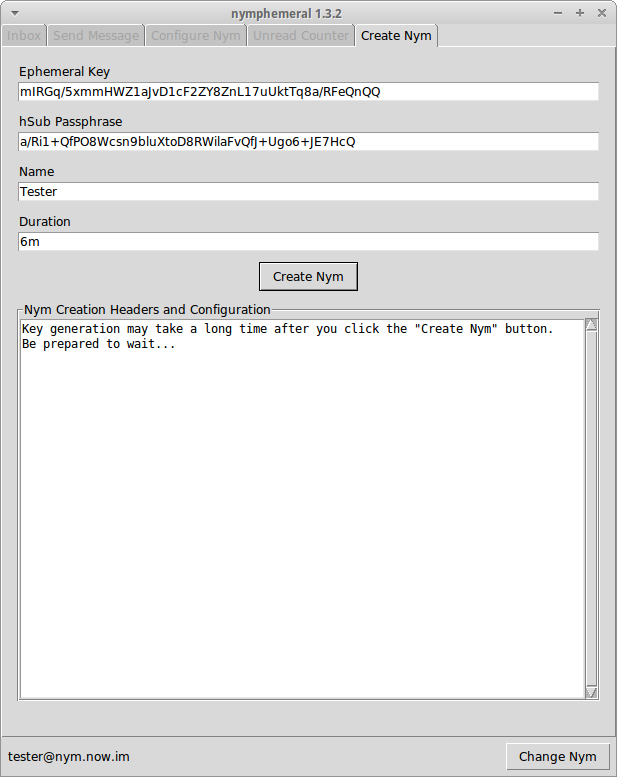 nymphemeral 1.3.2
Inbox Send Message Configure Nym Unread Counter Create Nym
Ephemeral Key
mIRGq/5xmmHWZ1aJvD1cF2ZY8ZnL17uUktTq8a/RFeQnQQ
hSub Passphrase
a/Ri1+QfPO8Wcsn9bluXtoD8RWilaFvQfJ+Ugo6+JE7HcQ
Name
Tester
Duration
6m
Create Nym
Nym Creation Headers and Configuration
Key generation may take a long time after you click the "Create Nym" button.
Be prepared to wait...
tester@nym.now.im Change Nym